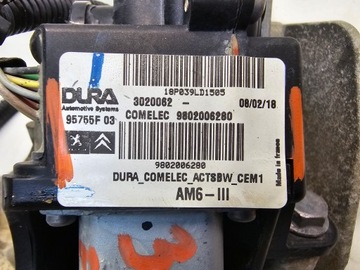 18P039LD1505
DURA
Automotive Systems
3020062 - 08/02/18
95765F 03
COMELEC 9802006280
Made in France
9802006280
DURA_COMELEC_ACTSBW_CEM1
AM6-III